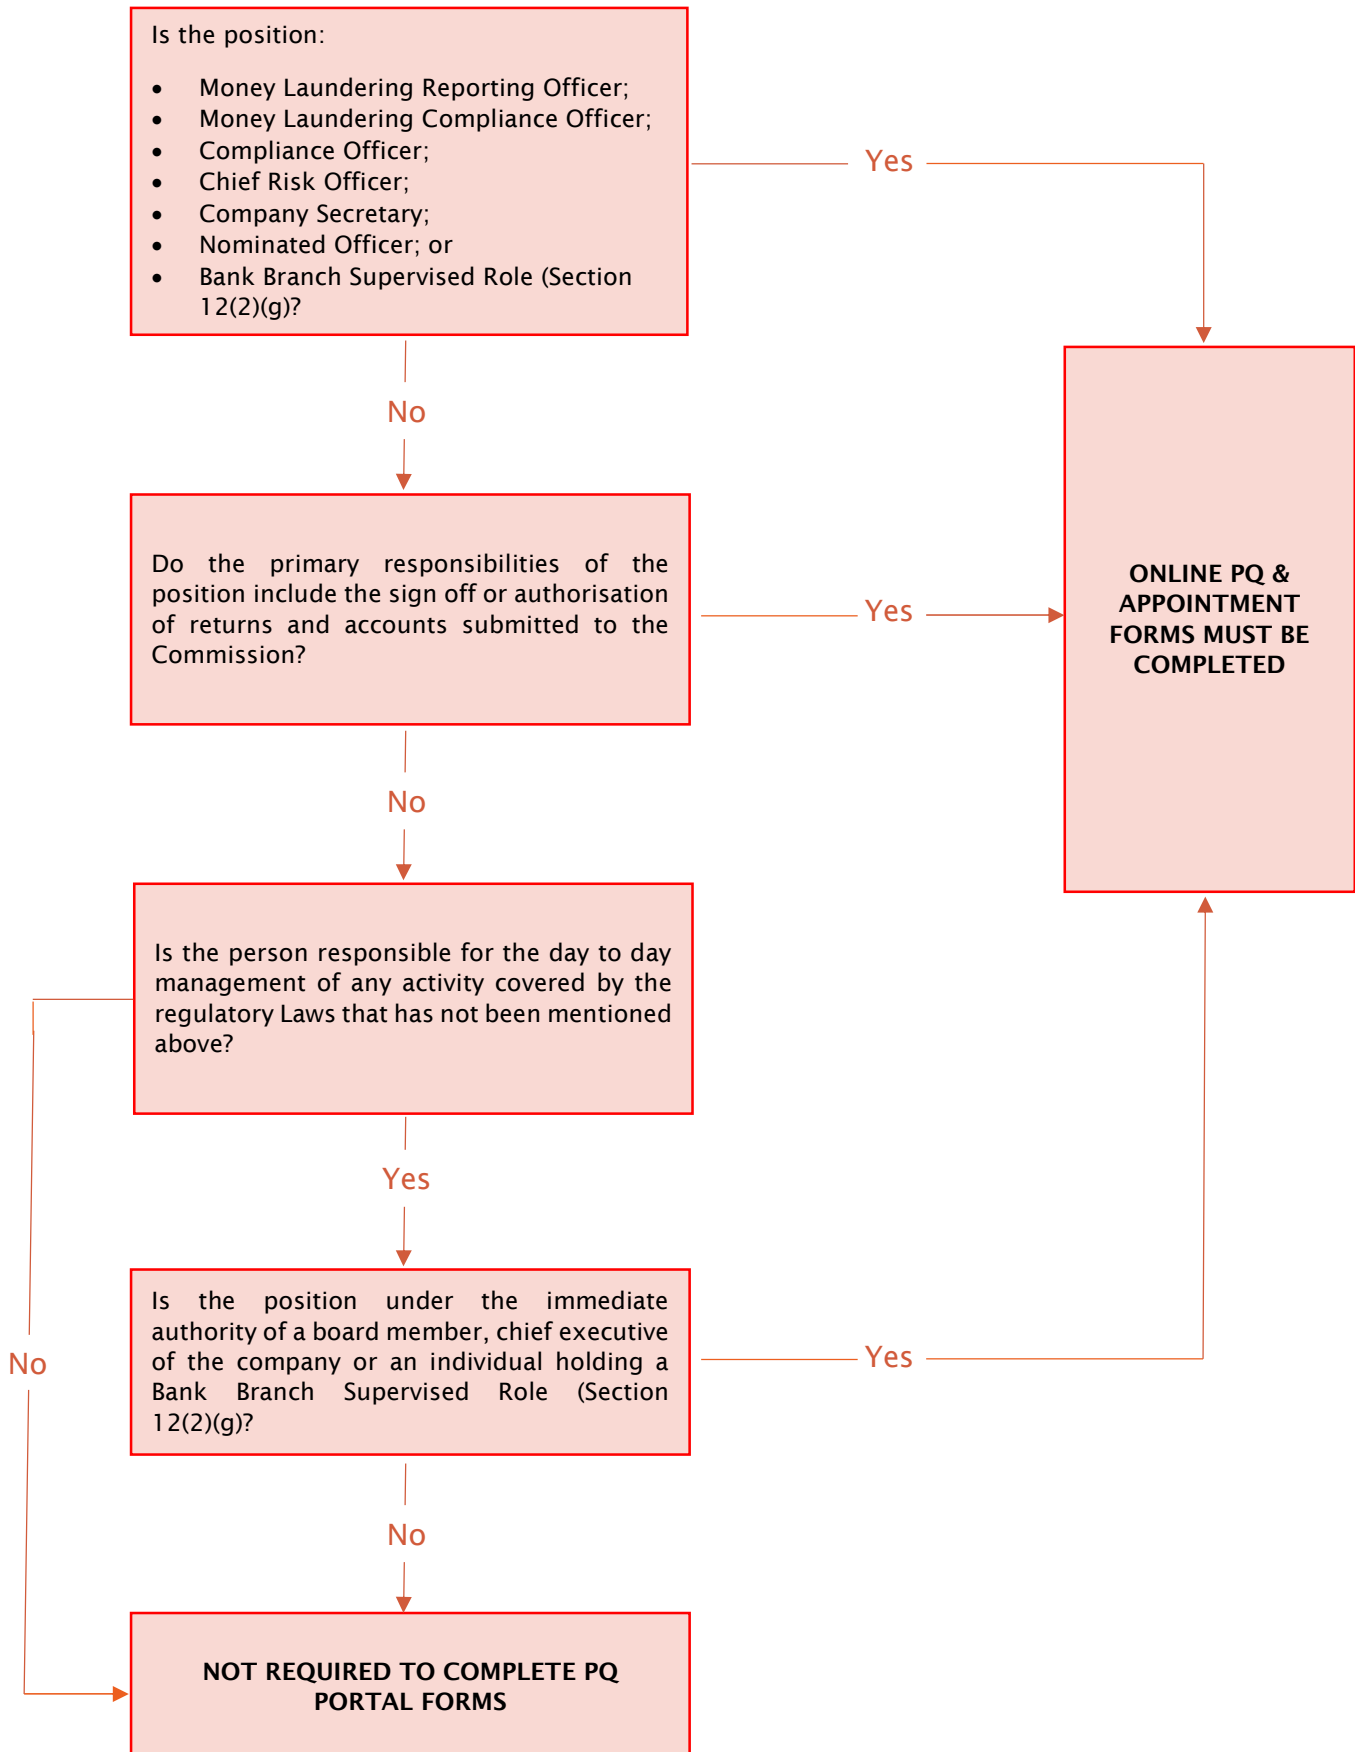 Is the position:
• Money Laundering Reporting Officer;
• Money Laundering Compliance Officer;
• Compliance Officer;
• Chief Risk Officer;
• Company Secretary;
• Nominated Officer; or
• Bank Branch Supervised Role (Section
12(2)(g)?
Yes
No
Do the primary responsibilities of the
position include the sign off or authorisation
of returns and accounts submitted to the
Commission?
Yes
ONLINE PQ &
APPOINTMENT
FORMS MUST BE
COMPLETED
No
Is the person responsible for the day to day
management of any activity covered by the
regulatory Laws that has not been mentioned
above?
Yes
No
Is the position under the immediate
authority of a board member, chief executive
of the company or an individual holding a
Bank Branch Supervised Role (Section
12(2)(g)?
Yes
No
NOT REQUIRED TO COMPLETE PQ
PORTAL FORMS